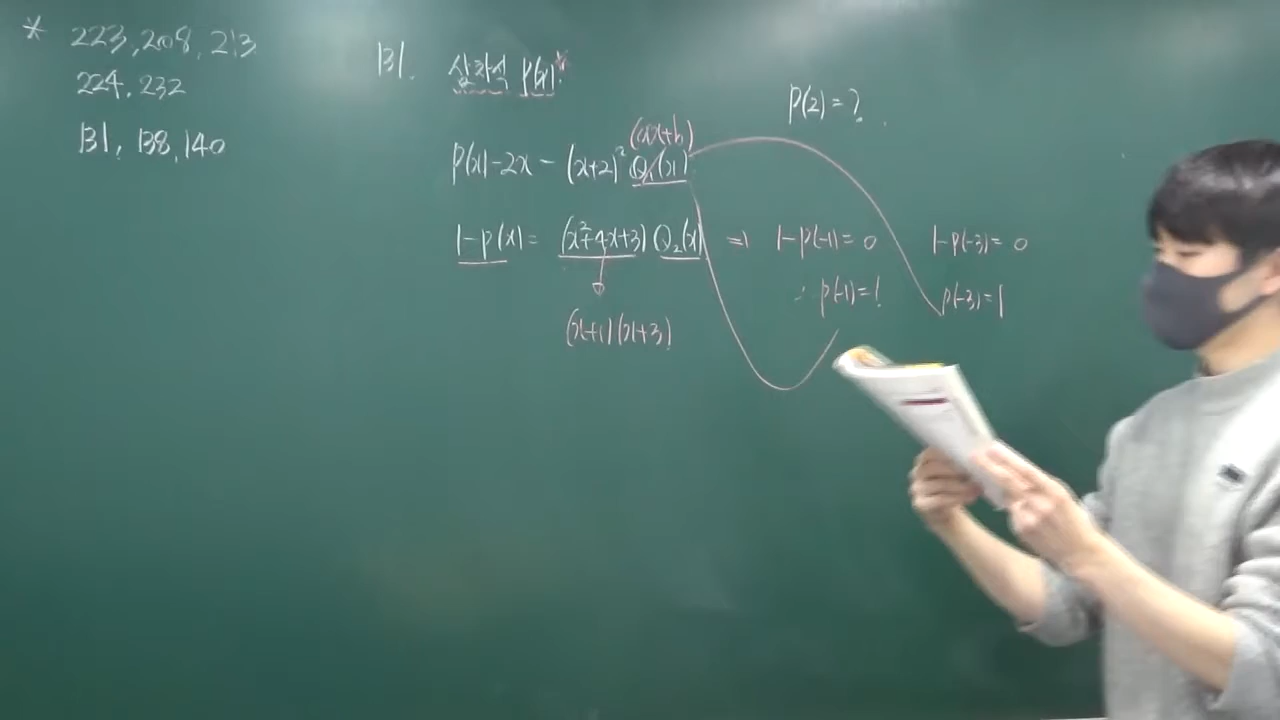 * 223, 208, 213
224, 232
131, 138, 140
131. 삼차식 P(x)
P(2) = ?
(ax+b)
P(x) - 2x - (x+2)² Q₁(x)
1 - P(x) = (x²+4x+3) Q₂(x) ⇒ 1 - P(-1) = 0 1 - P(-3) = 0
∴ P(-1) = 1 P(-3) = 1
(x+1)(x+3)